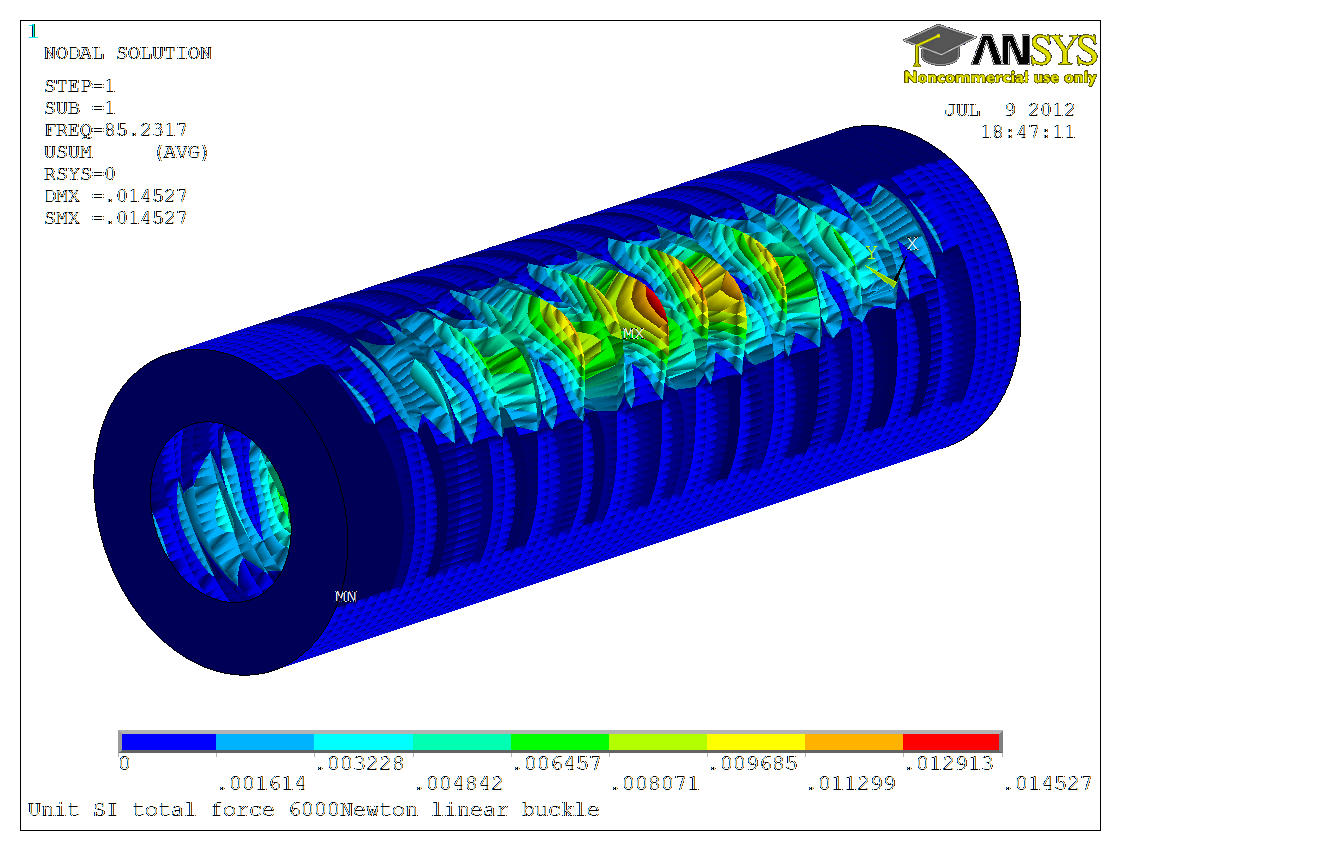 1
NODAL SOLUTION
STEP=1
SUB =1
FREQ=85.2317
USUM (AVG)
RSYS=0
DMX =.014527
SMX =.014527
ANSYS
Noncommercial use only
JUL 9 2012
18:47:11
X
Y
MX
MN
0 .003228 .006457 .009685 .012913
.001614 .004842 .008071 .011299 .014527
Unit SI total force 6000Newton linear buckle